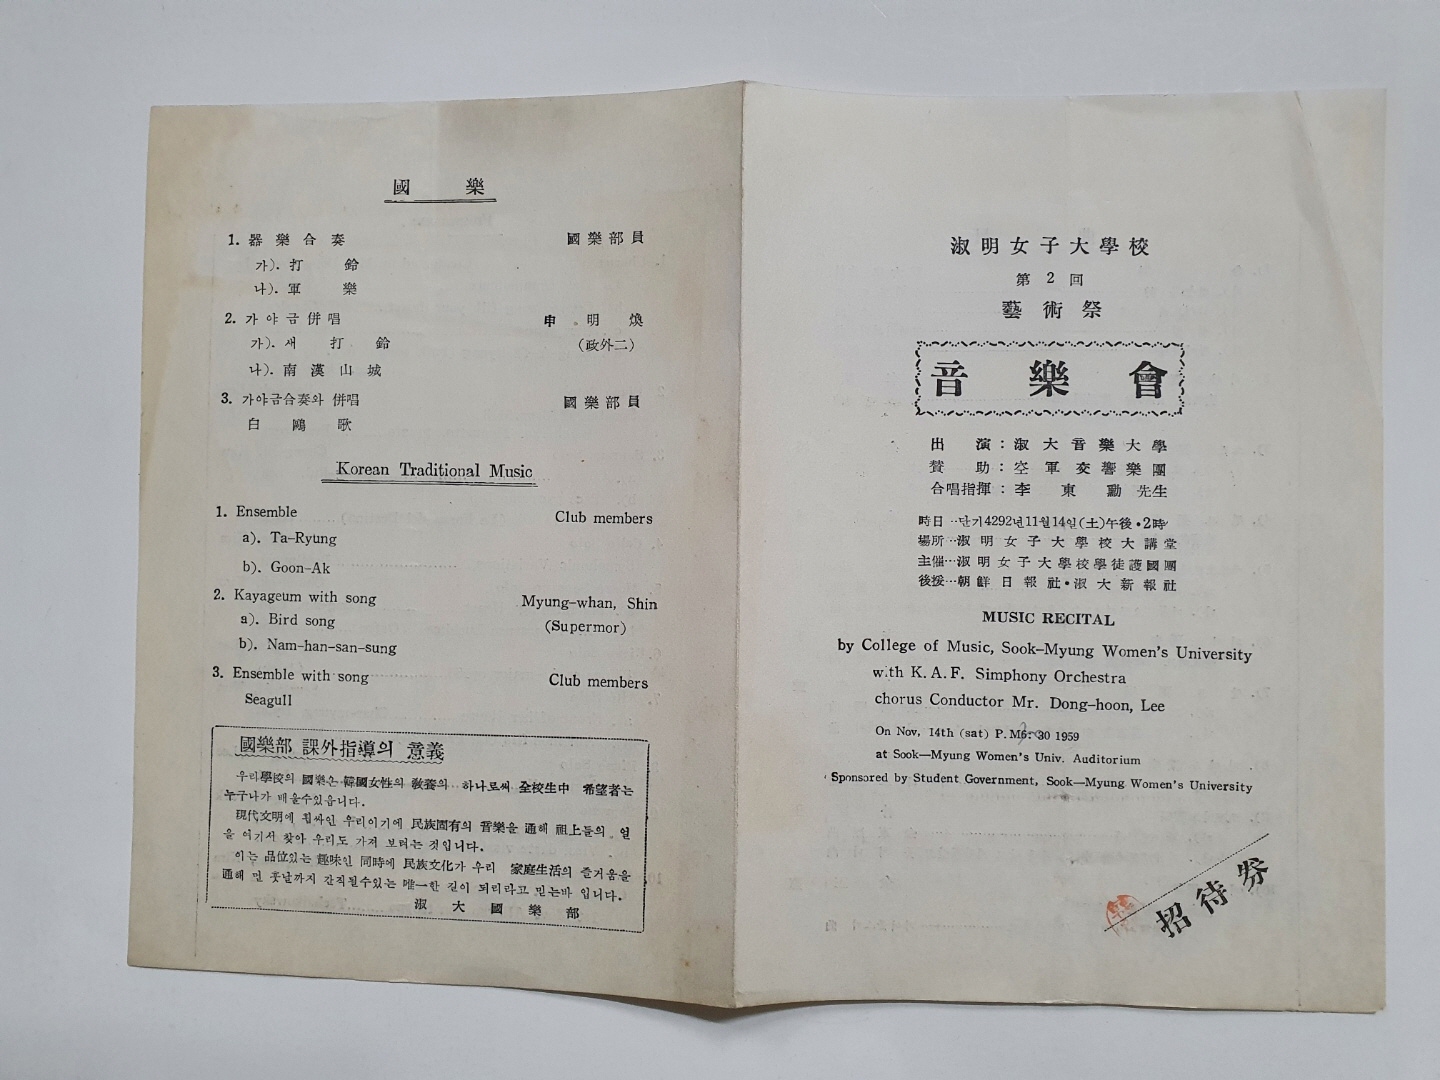 國 樂
1. 器 樂 合 奏 國 樂 部 員
가). 打 鈴
나). 軍 樂
2. 가 야 금 併 唱 申 明 煥
가). 새 打 鈴 (政外二)
나). 南 漢 山 城
3. 가야금合奏와 併唱 國 樂 部 員
白 鷗 歌
Korean Traditional Music
1. Ensemble Club members
a). Ta-Ryung
b). Goon-Ak
2. Kayageum with song Myung-whan, Shin
a). Bird song (Supermor)
b). Nam-han-san-sung
3. Ensemble with song Club members
Seagull
國樂部 課外指導의 意義
우리學校의 國樂은 韓國女性의 敎養의 하나로써 全校生中 希望者는
누구나가 배울수있읍니다.
現代文明에 휩싸인 우리이기에 民族固有의 音樂을 通해 祖上들의 얼
을 여기서 찾아 우리도 가져 보려는 것입니다.
이는 品位있는 趣味인 同時에 民族文化가 우리 家庭生活의 즐거움을
通해 먼 훗날까지 간직될수있는 唯一한 길이 되리라고 믿는바 입니다.
淑 大 國 樂 部
淑 明 女 子 大 學 校
第 2 回
藝 術 祭
音 樂 會
出 演 : 淑 大 音 樂 大 學
贊 助 : 空 軍 交 響 樂 團
合唱指揮 : 李 東 勳 先生
時日 ‥단기4292년11월14일(土)午後・2時
場所…淑 明 女 子 大 學 校 大 講 堂
主催…淑 明 女 子 大 學校學徒護國團
後援…朝 鮮 日 報 社・淑 大 新 報 社
MUSIC RECITAL
by College of Music, Sook-Myung Women's University
with K. A. F. Simphony Orchestra
chorus Conductor Mr. Dong-hoon, Lee
On Nov, 14th (sat) P. M6: 30 1959
at Sook—Myung Women's Univ. Auditorium
Sponsored by Student Government, Sook—Myung Women's University
招 待 券